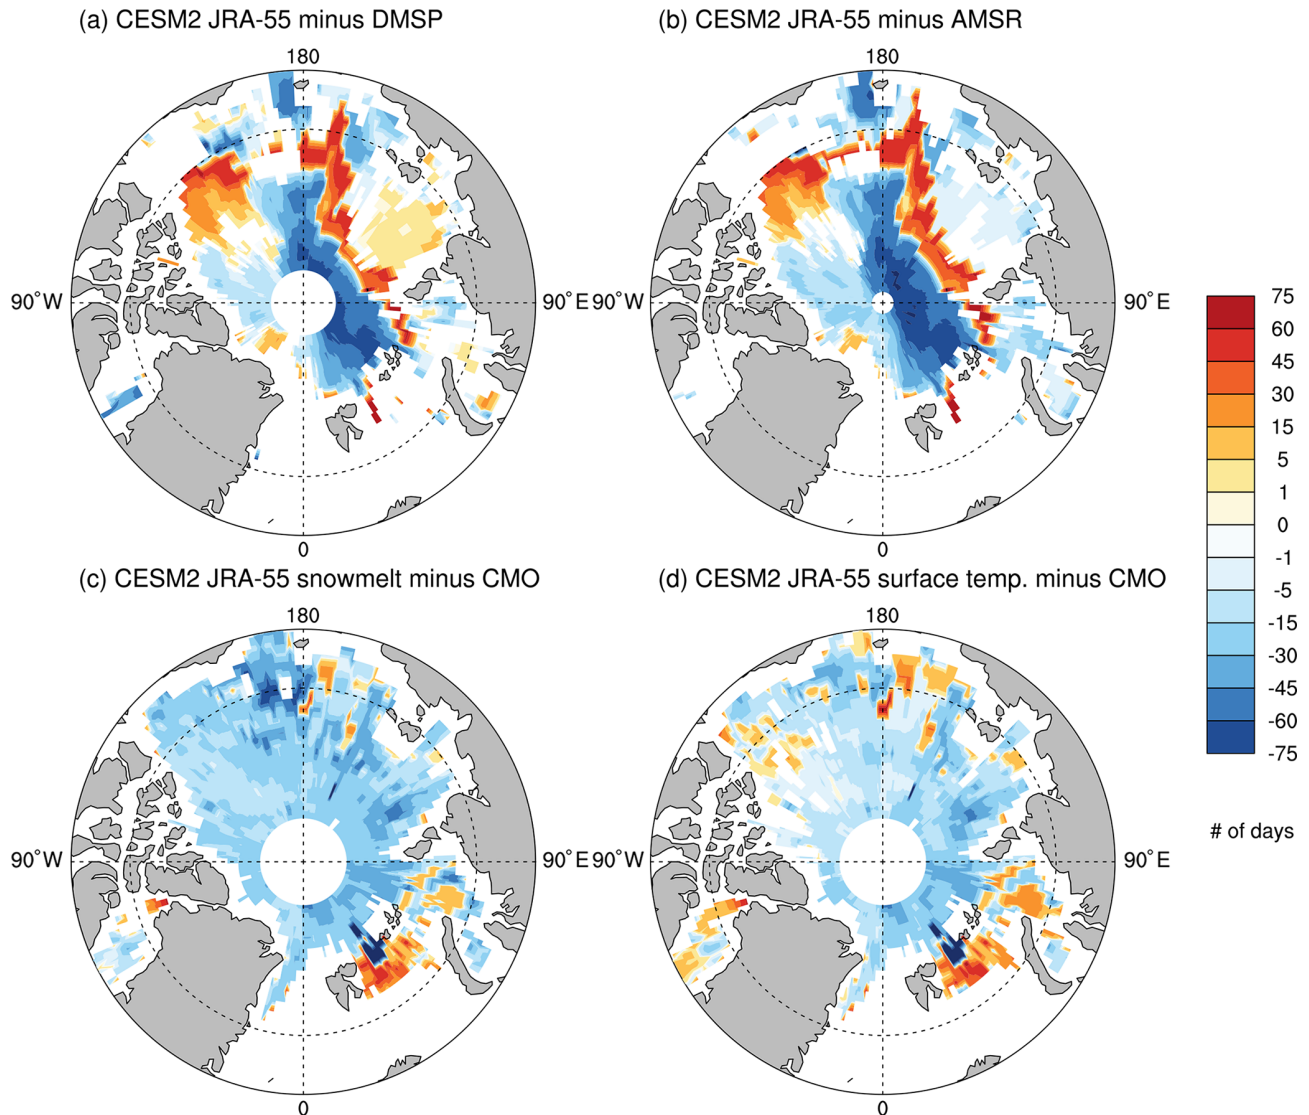 (a) CESM2 JRA-55 minus DMSP
(b) CESM2 JRA-55 minus AMSR
180
180
90°W
90°E
90°W
90°E
0
0
(c) CESM2 JRA-55 snowmelt minus CMO
(d) CESM2 JRA-55 surface temp. minus CMO
180
180
90°W
90°E
90°W
90°E
0
0
75
60
45
30
15
5
1
0
-1
-5
-15
-30
-45
-60
-75
# of days